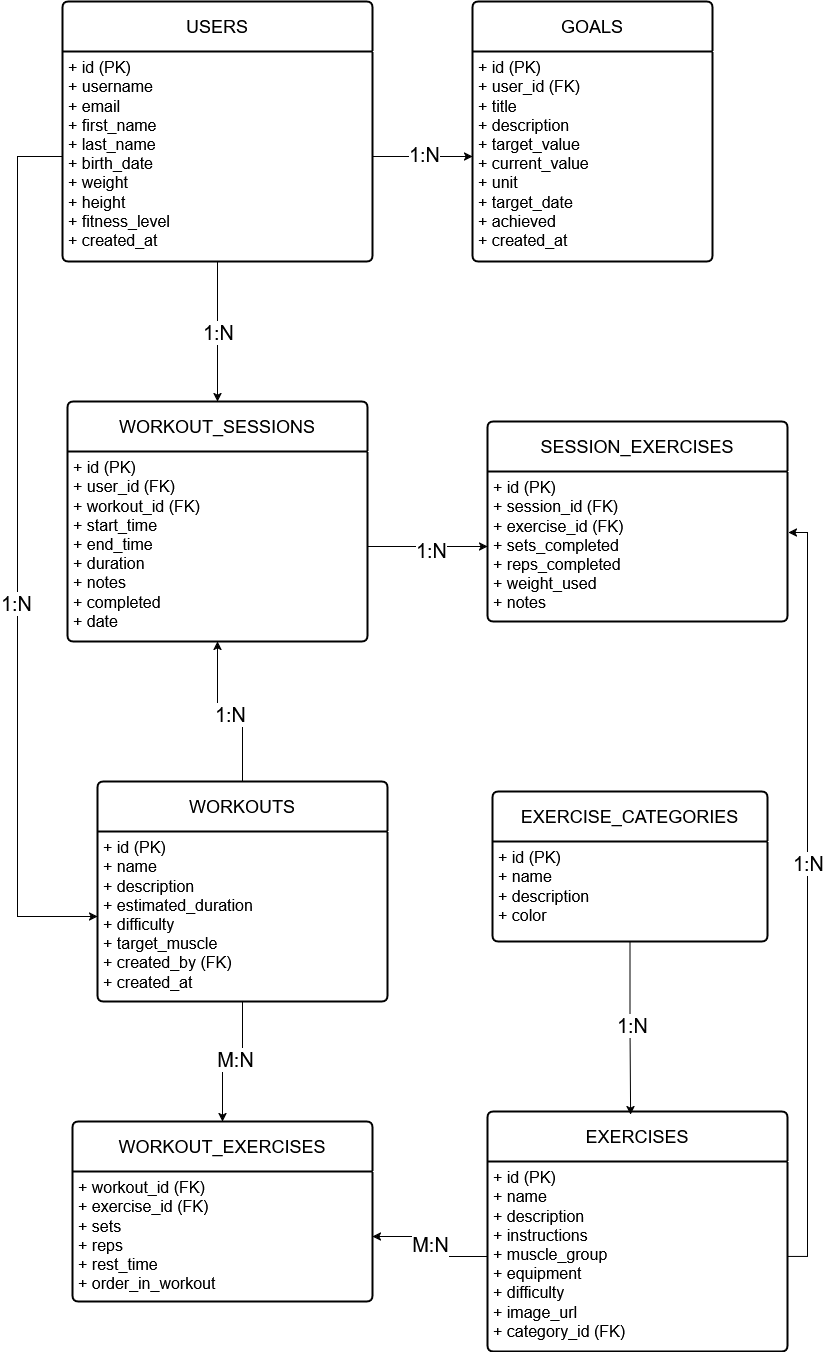 USERS
+ id (PK)
+ username
+ email
+ first_name
+ last_name
+ birth_date
+ weight
+ height
+ fitness_level
+ created_at
1:N
GOALS
+ id (PK)
+ user_id (FK)
+ title
+ description
+ target_value
+ current_value
+ unit
+ target_date
+ achieved
+ created_at
1:N
WORKOUT_SESSIONS
+ id (PK)
+ user_id (FK)
+ workout_id (FK)
+ start_time
+ end_time
+ duration
+ notes
+ completed
+ date
1:N
SESSION_EXERCISES
+ id (PK)
+ session_id (FK)
+ exercise_id (FK)
+ sets_completed
+ reps_completed
+ weight_used
+ notes
1:N
1:N
WORKOUTS
+ id (PK)
+ name
+ description
+ estimated_duration
+ difficulty
+ target_muscle
+ created_by (FK)
+ created_at
EXERCISE_CATEGORIES
+ id (PK)
+ name
+ description
+ color
1:N
1:N
M:N
WORKOUT_EXERCISES
+ workout_id (FK)
+ exercise_id (FK)
+ sets
+ reps
+ rest_time
+ order_in_workout
M:N
EXERCISES
+ id (PK)
+ name
+ description
+ instructions
+ muscle_group
+ equipment
+ difficulty
+ image_url
+ category_id (FK)